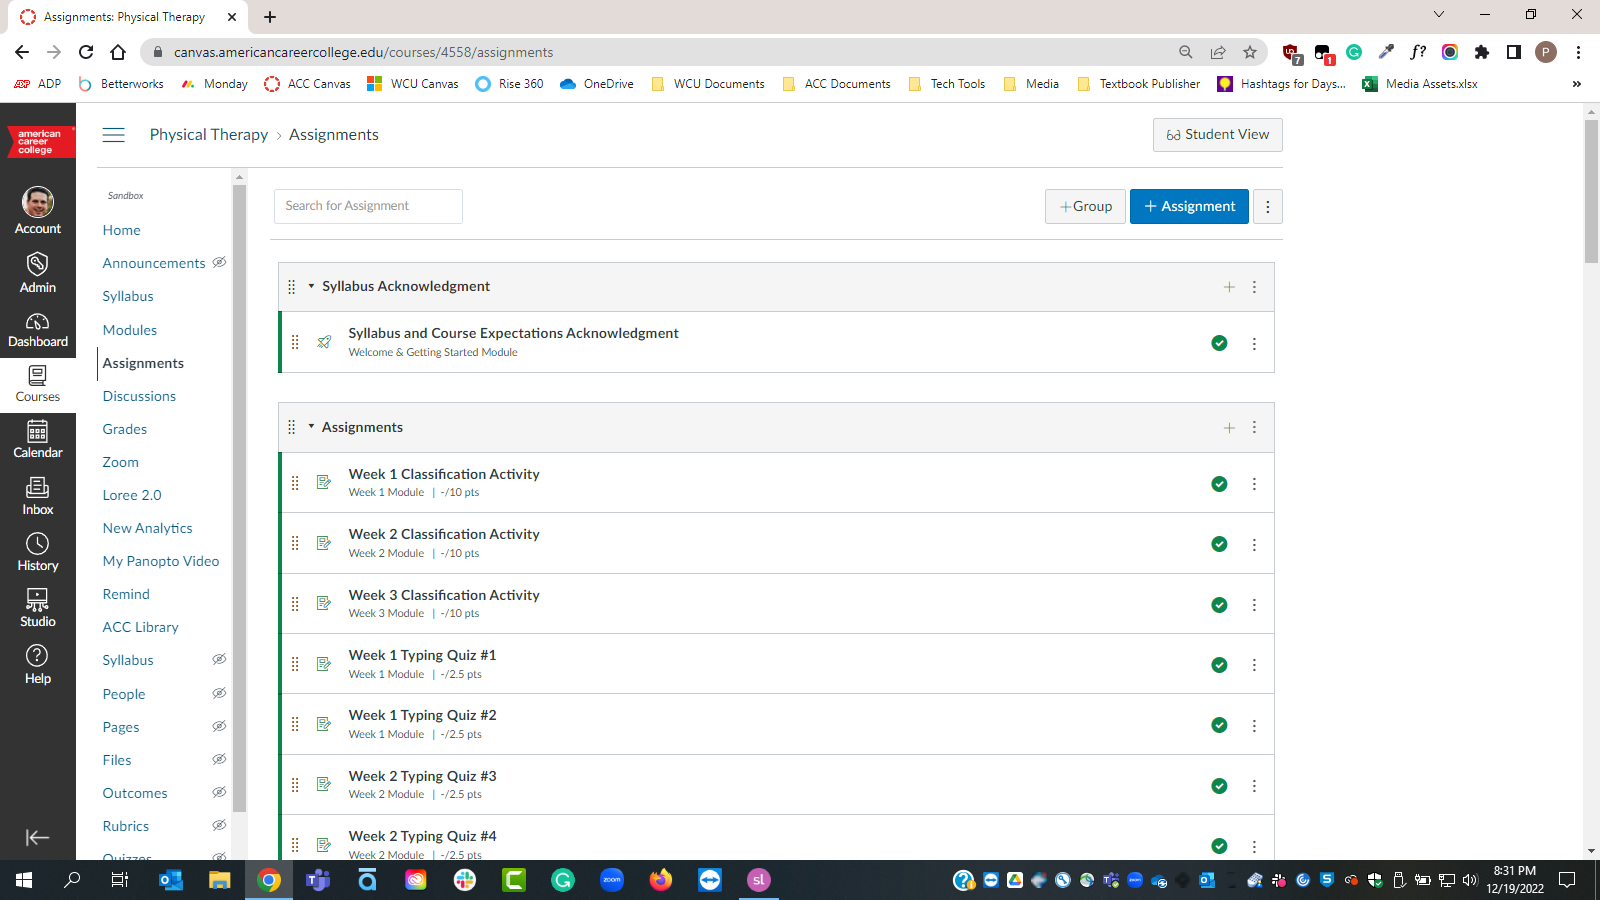 Assignments: Physical Therapy
canvas.americancareercollege.edu/courses/4558/assignments
7
1
f?
P
ADP
Betterworks
Monday
ACC Canvas
WCU Canvas
Rise 360
OneDrive
WCU Documents
ACC Documents
Tech Tools
Media
Textbook Publisher
Hashtags for Days...
Media Assets.xlsx
»
american
career
college
Account
Admin
Dashboard
Courses
Calendar
Inbox
History
Studio
Help
Physical Therapy > Assignments
Student View
Sandbox
Home
Announcements
Syllabus
Modules
Assignments
Discussions
Grades
Zoom
Loree 2.0
New Analytics
My Panopto Video
Remind
ACC Library
Syllabus
People
Pages
Files
Outcomes
Rubrics
Quizzes
Search for Assignment
+Group
+ Assignment
Syllabus Acknowledgment
Syllabus and Course Expectations Acknowledgment
Welcome & Getting Started Module
Assignments
Week 1 Classification Activity
Week 1 Module | -/10 pts
Week 2 Classification Activity
Week 2 Module | -/10 pts
Week 3 Classification Activity
Week 3 Module | -/10 pts
Week 1 Typing Quiz #1
Week 1 Module | -/2.5 pts
Week 1 Typing Quiz #2
Week 1 Module | -/2.5 pts
Week 2 Typing Quiz #3
Week 2 Module | -/2.5 pts
Week 2 Typing Quiz #4
Week 2 Module | -/2.5 pts
zoom
sl
8:31 PM
12/19/2022